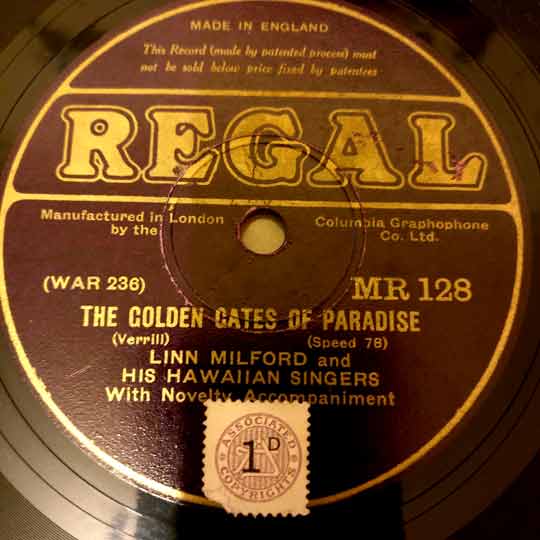 MADE IN ENGLAND
This Record (made by patented process) must
not be sold below price fixed by patentees
REGAL
Manufactured in London
by the
Columbia Graphophone
Co. Ltd.
(WAR 236)
MR 128
THE GOLDEN GATES OF PARADISE
(Verrill)
(Speed 78)
LINN MILFORD and
HIS HAWAIIAN SINGERS
With Novelty Accompaniment
ASSOCIATED
1D
COPYRIGHTS